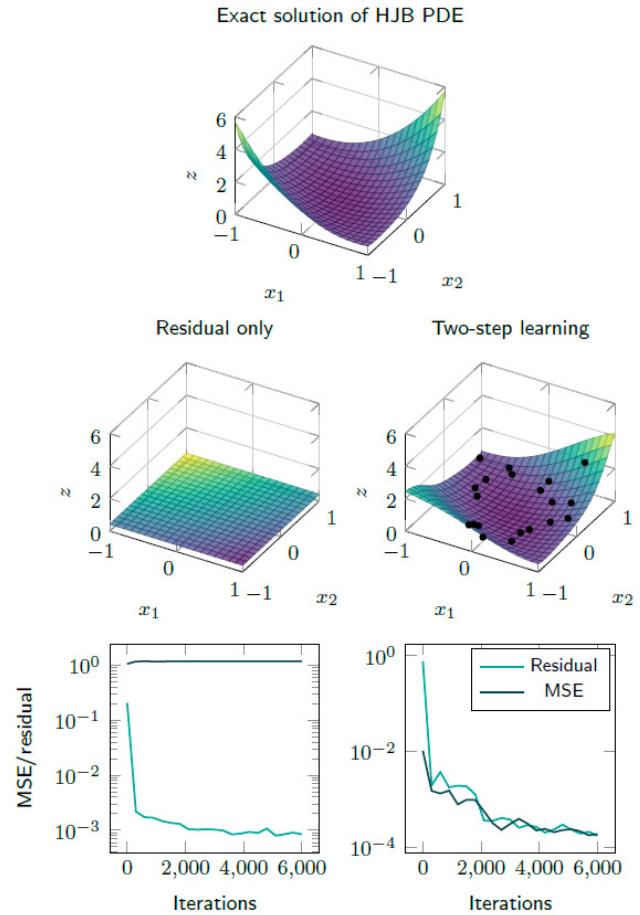 Exact solution of HJB PDE
6
4
2
0
z
−1
0
1
x1
−1
0
1
x2
Residual only
Two-step learning
6
4
2
0
z
−1
0
1
x1
−1
0
1
x2
6
4
2
0
z
−1
0
1
x1
−1
0
1
x2
MSE/residual
10^0
10^−1
10^−2
10^−3
0 2,000 4,000 6,000
Iterations
10^0
10^−2
10^−4
Residual
MSE
0 2,000 4,000 6,000
Iterations